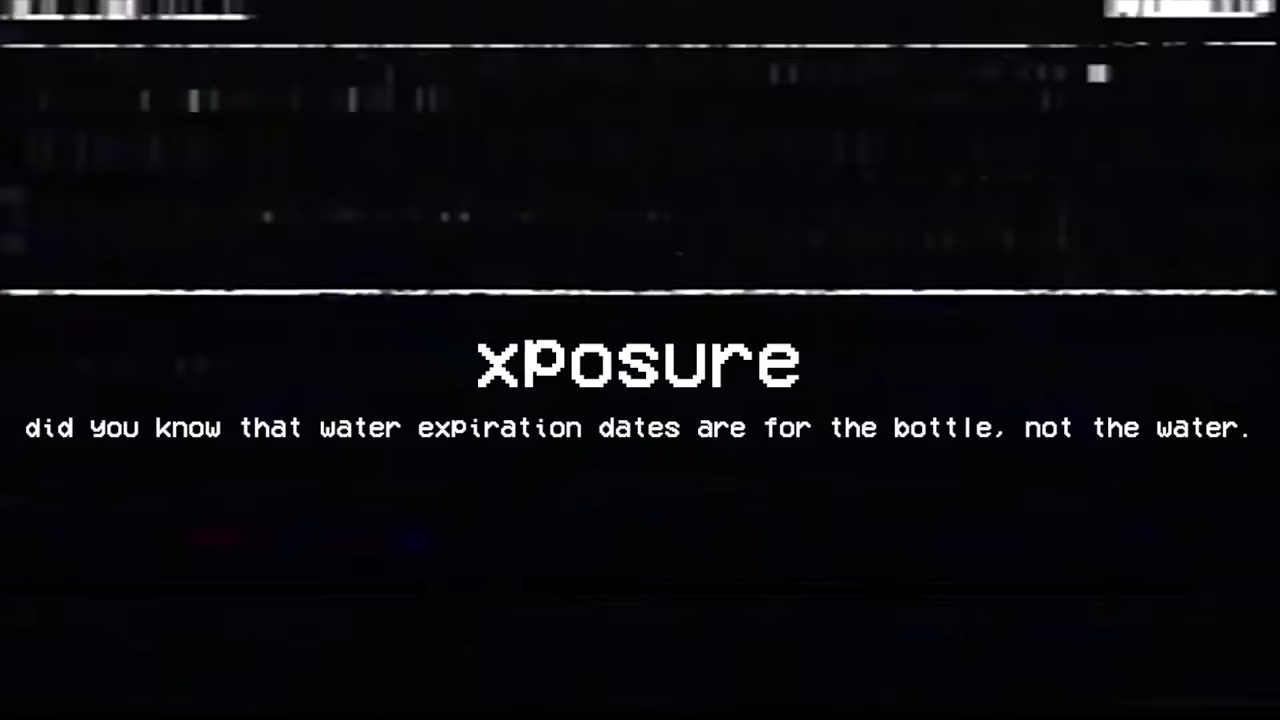 xposure
did you know that water expiration dates are for the bottle, not the water.